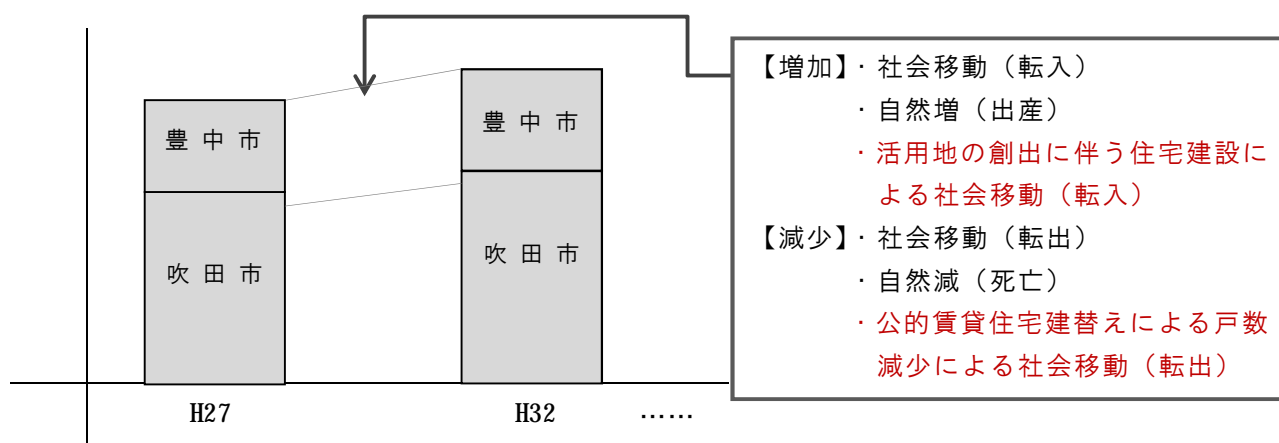 豊中市
吹田市
豊中市
吹田市
H27
H32
……
【増加】・社会移動（転入）
・自然増（出産）
・活用地の創出に伴う住宅建設に
よる社会移動（転入）
【減少】・社会移動（転出）
・自然減（死亡）
・公的賃貸住宅建替えによる戸数
減少による社会移動（転出）